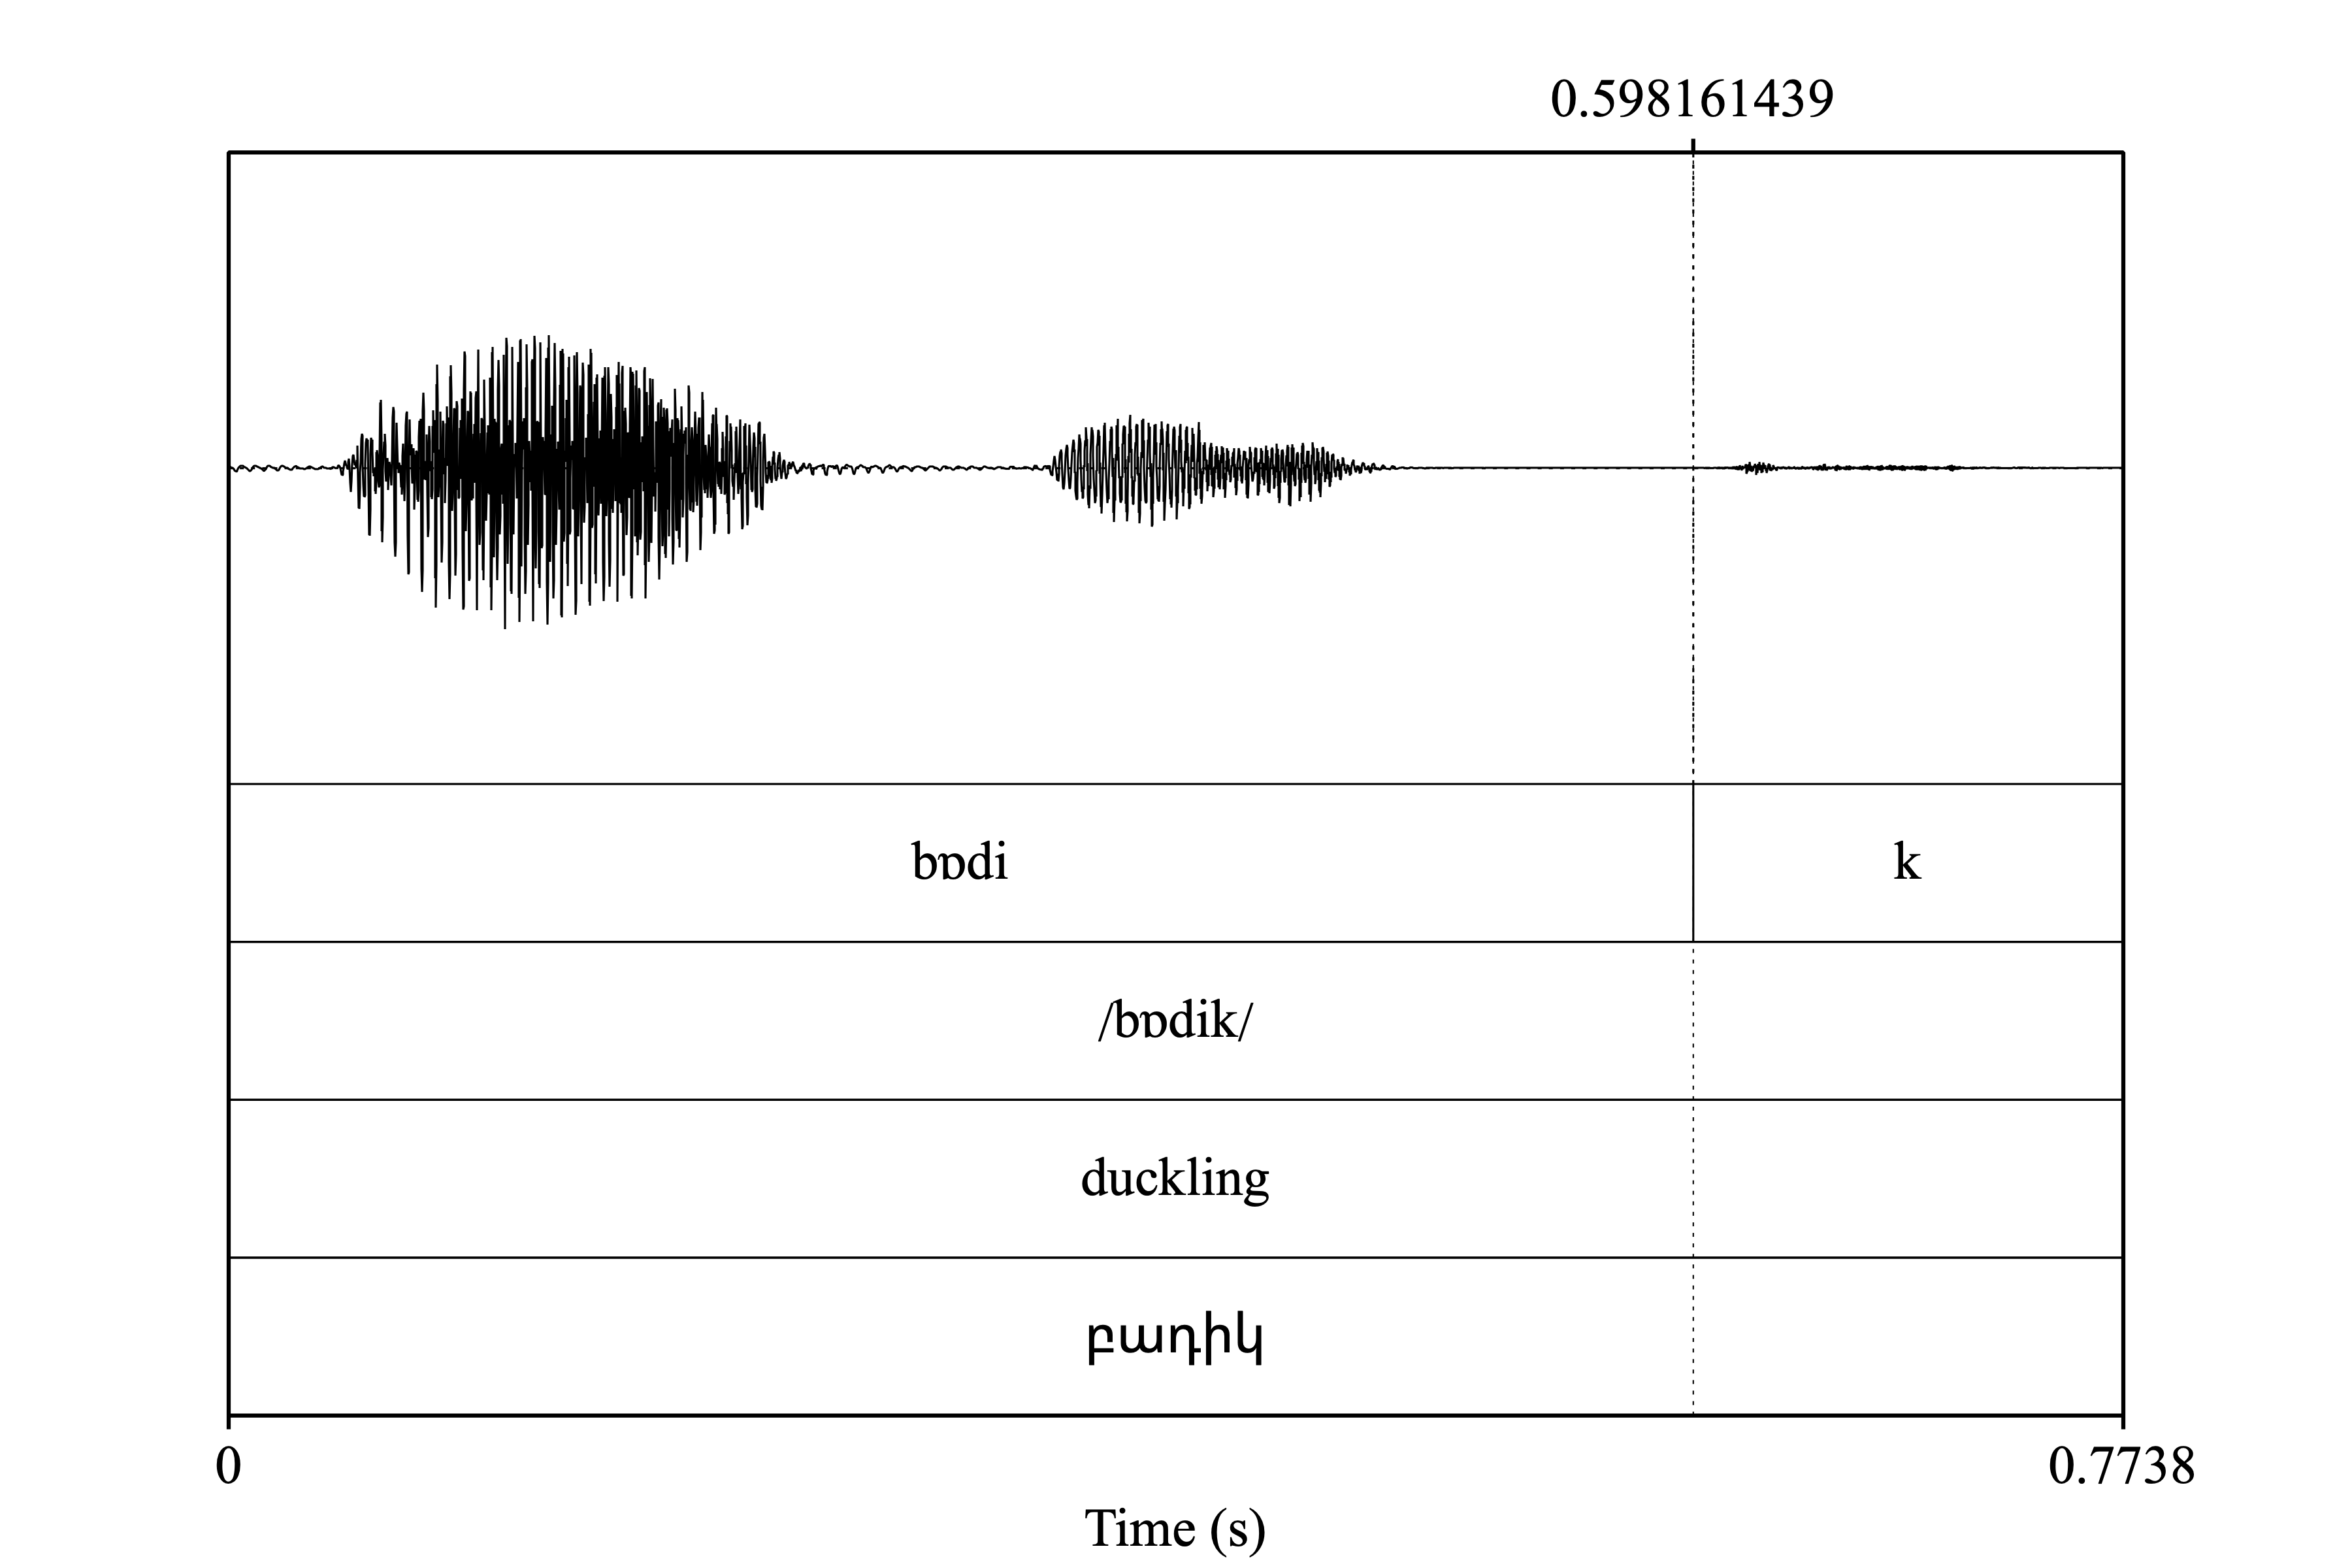 0.598161439
bɒdi k
/bɒdik/
duckling
բադիկ
0 0.7738
Time (s)